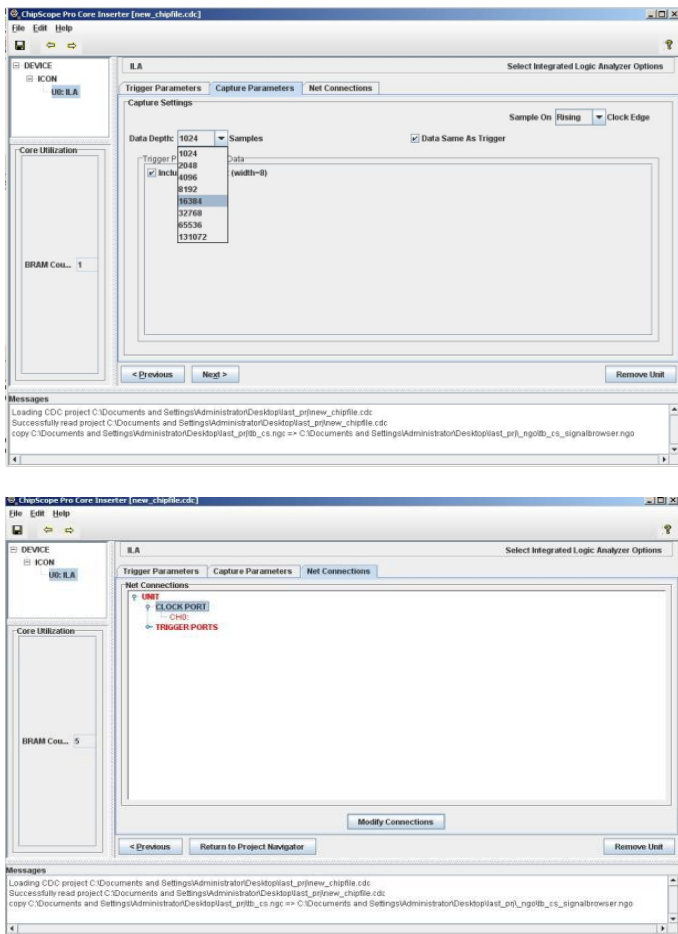 ChipScope Pro Core Inserter [new_chipfile.cdc]
File Edit Help
DEVICE
ICON
U0: ILA
ILA Select Integrated Logic Analyzer Options
Trigger Parameters Capture Parameters Net Connections
Capture Settings
Sample On Rising Clock Edge
Data Depth: 1024 Samples Data Same As Trigger
Trigger P Data
Inclu (width=8)
1024
2048
4096
8192
16384
32768
65536
131072
Core Utilization
BRAM Cou... 1
< Previous Next > Remove Unit
Messages
Loading CDC project C:\Documents and Settings\Administrator\Desktop\last_prj\new_chipfile.cdc
Successfully read project C:\Documents and Settings\Administrator\Desktop\last_prj\new_chipfile.cdc
copy C:\Documents and Settings\Administrator\Desktop\last_prj\tb_cs.ngc => C:\Documents and Settings\Administrator\Desktop\last_prj\_ngo\tb_cs_signalbrowser.ngo
ChipScope Pro Core Inserter [new_chipfile.cdc]
File Edit Help
DEVICE
ICON
U0: ILA
ILA Select Integrated Logic Analyzer Options
Trigger Parameters Capture Parameters Net Connections
Net Connections
UNIT
CLOCK PORT
CH0:
TRIGGER PORTS
Core Utilization
BRAM Cou... 5
Modify Connections
< Previous Return to Project Navigator Remove Unit
Messages
Loading CDC project C:\Documents and Settings\Administrator\Desktop\last_prj\new_chipfile.cdc
Successfully read project C:\Documents and Settings\Administrator\Desktop\last_prj\new_chipfile.cdc
copy C:\Documents and Settings\Administrator\Desktop\last_prj\tb_cs.ngc => C:\Documents and Settings\Administrator\Desktop\last_prj\_ngo\tb_cs_signalbrowser.ngo